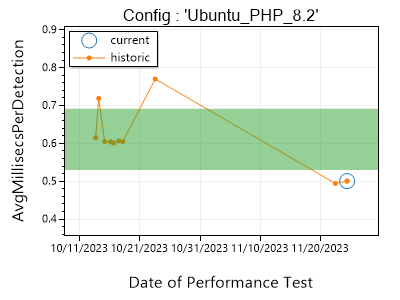 Config : 'Ubuntu_PHP_8.2'
current
historic
AvgMillisecsPerDetection
0.9
0.8
0.7
0.6
0.5
0.4
10/11/2023 10/21/2023 10/31/2023 11/10/2023 11/20/2023
Date of Performance Test